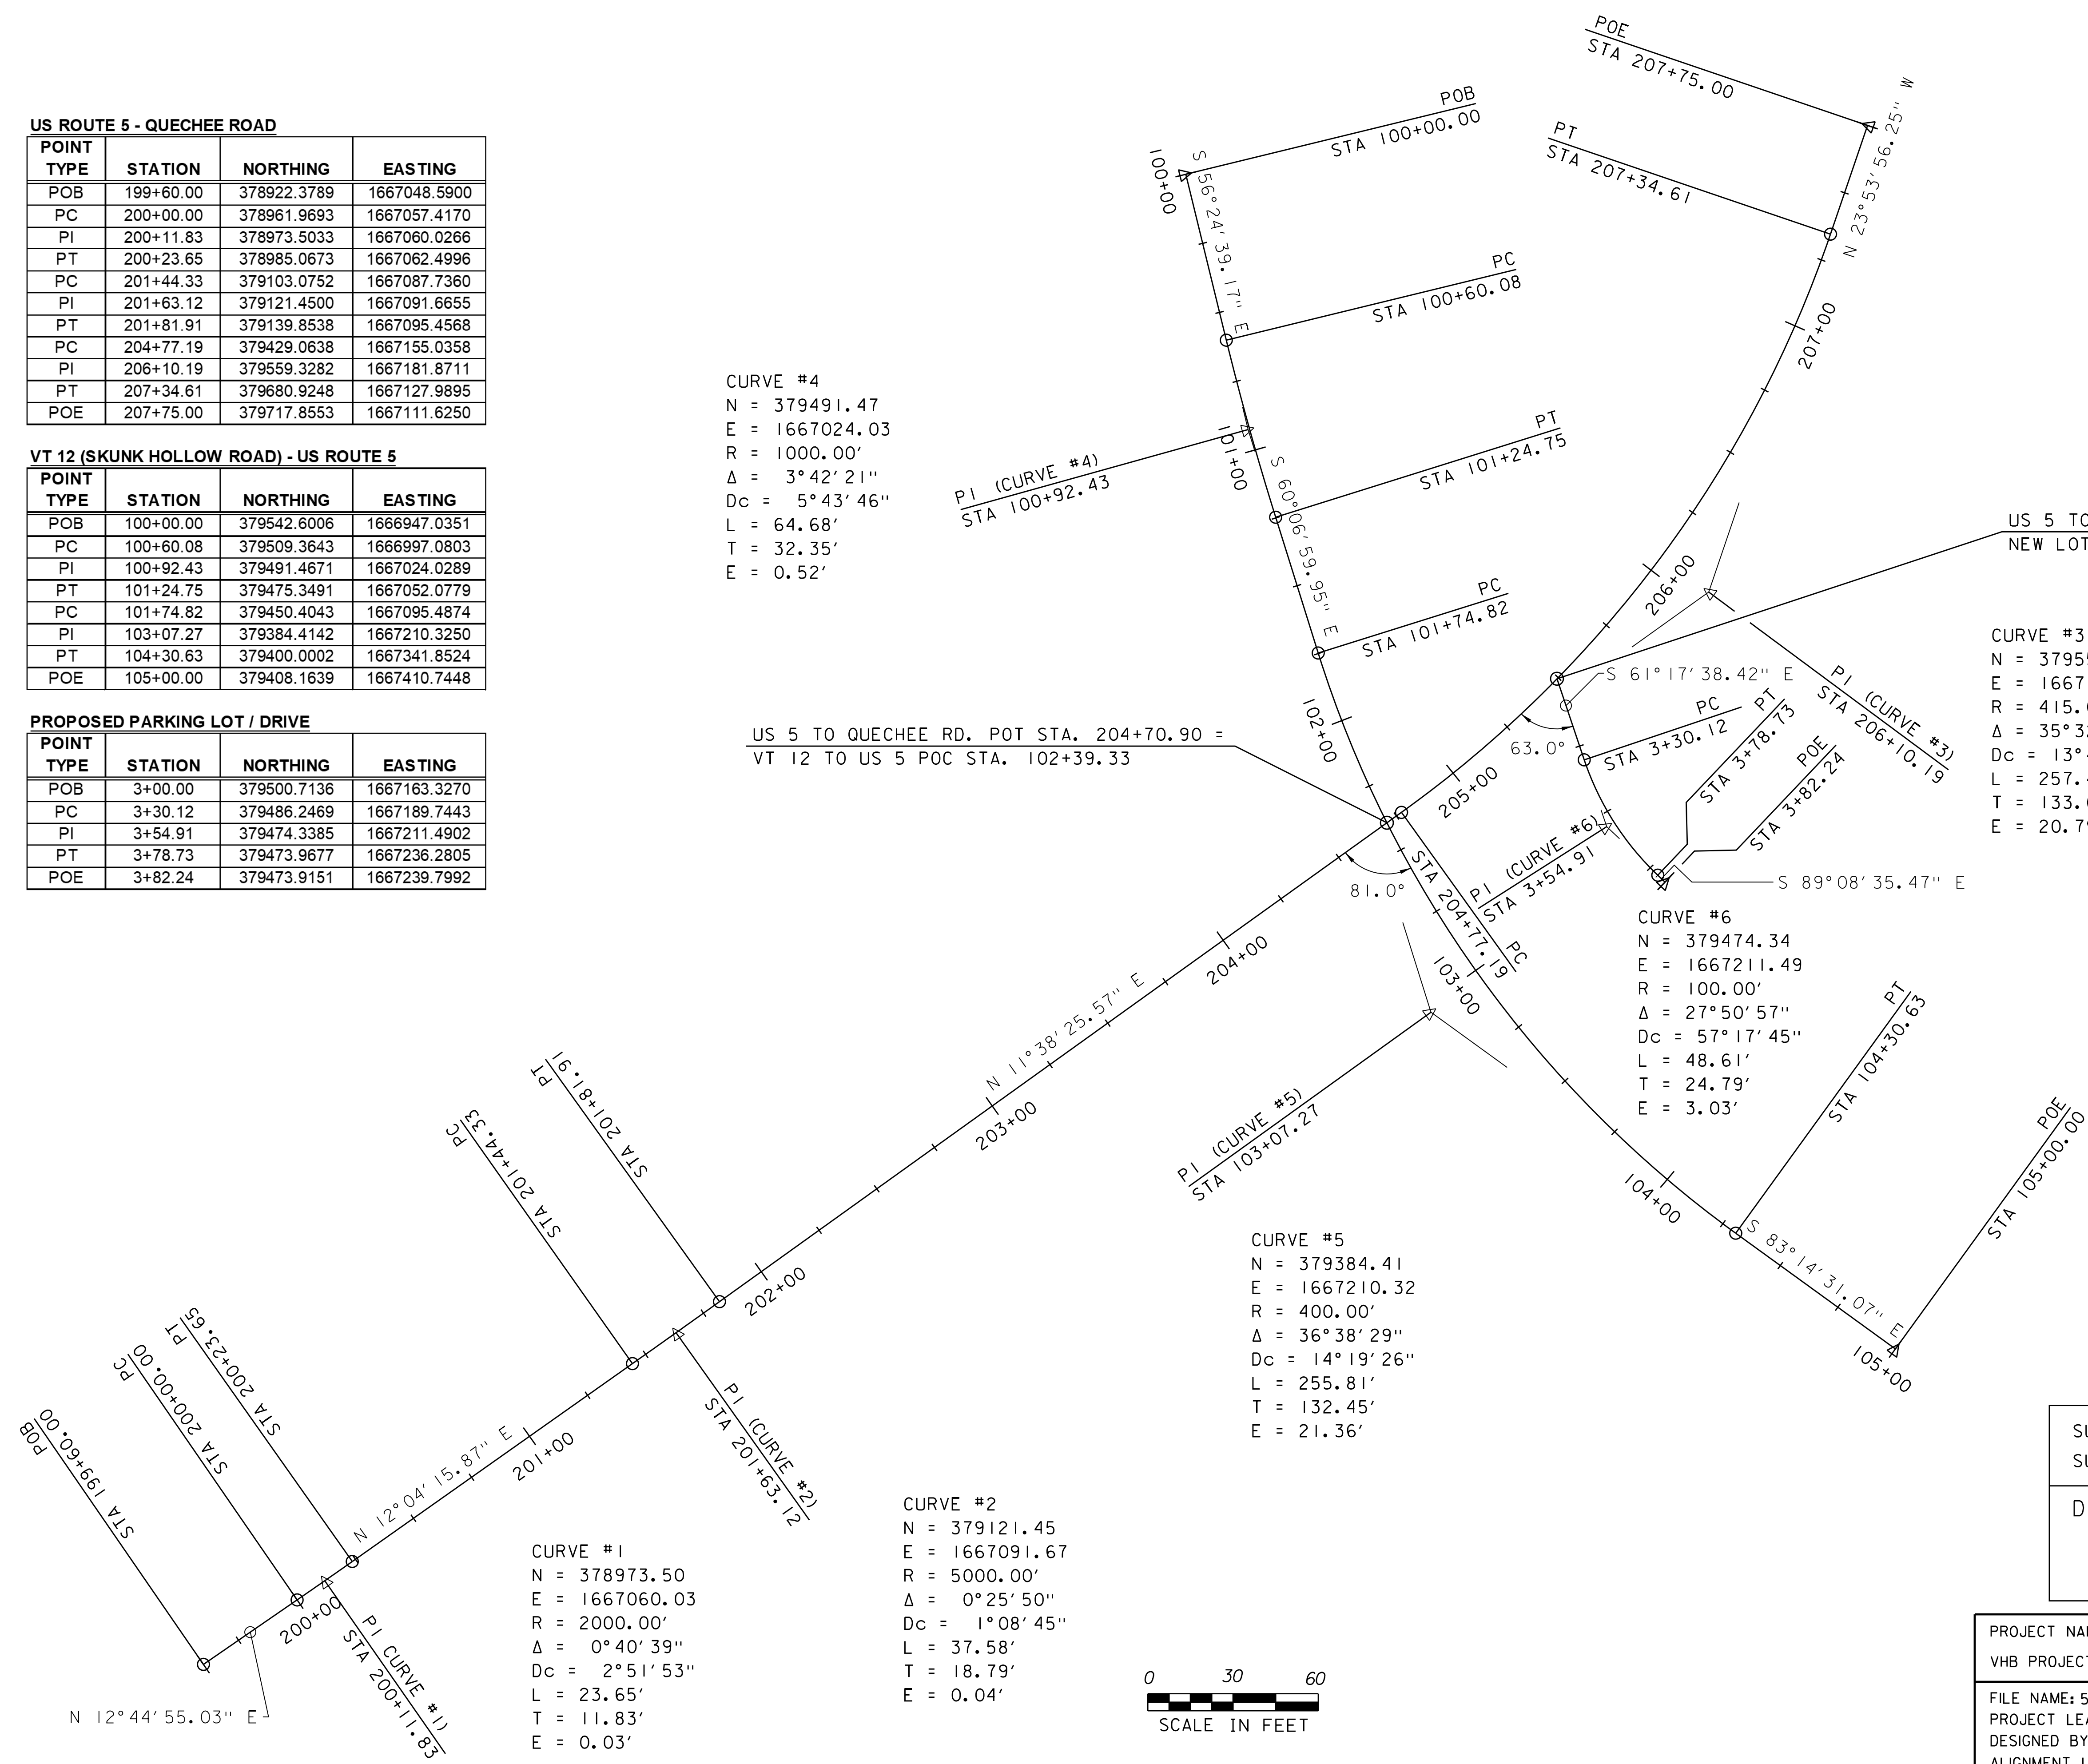 US ROUTE 5 - QUECHEE ROAD
POINT TYPE STATION NORTHING EASTING
POB 199+60.00 378922.3789 1667048.5900
PC 200+00.00 378961.9693 1667057.4170
PI 200+11.83 378973.5033 1667060.0266
PT 200+23.65 378985.0673 1667062.4996
PC 201+44.33 379103.0752 1667087.7360
PI 201+63.12 379121.4500 1667091.6655
PT 201+81.91 379139.8538 1667095.4568
PC 204+77.19 379429.0638 1667155.0358
PI 206+10.19 379559.3282 1667181.8711
PT 207+34.61 379680.9248 1667127.9895
POE 207+75.00 379717.8553 1667111.6250
VT 12 (SKUNK HOLLOW ROAD) - US ROUTE 5
POINT TYPE STATION NORTHING EASTING
POB 100+00.00 379542.6006 1666947.0351
PC 100+60.08 379509.3643 1666997.0803
PI 100+92.43 379491.4671 1667024.0289
PT 101+24.75 379475.3491 1667052.0779
PC 101+74.82 379450.4043 1667095.4874
PI 103+07.27 379384.4142 1667210.3250
PT 104+30.63 379400.0002 1667341.8524
POE 105+00.00 379408.1639 1667410.7448
PROPOSED PARKING LOT / DRIVE
POINT TYPE STATION NORTHING EASTING
POB 3+00.00 379500.7136 1667163.3270
PC 3+30.12 379486.2469 1667189.7443
PI 3+54.91 379474.3385 1667211.4902
PT 3+78.73 379473.9677 1667236.2805
POE 3+82.24 379473.9151 1667239.7992
CURVE #4
N = 379491.47
E = 1667024.03
R = 1000.00'
Δ = 3°42'21"
Dc = 5°43'46"
L = 64.68'
T = 32.35'
E = 0.52'
POB
STA 100+00.00
100+00
S 56°24'39.17" E
PC
STA 100+60.08
PI (CURVE #4)
STA 100+92.43
101+00
PT
STA 101+24.75
S 60°06'59.95" E
PC
STA 101+74.82
102+00
POE
STA 207+75.00
PT
STA 207+34.61
N 23°53'56.25" W
207+00
206+00
US 5 TO
NEW LOT
CURVE #3
N = 37955
E = 1667
R = 415.
Δ = 35°3
Dc = 13°
L = 257.
T = 133.
E = 20.7
PI (CURVE #3)
STA 206+10.19
S 61°17'38.42" E
PC
STA 3+30.12
PT
STA 3+78.73
POE
STA 3+82.24
63.0°
205+00
US 5 TO QUECHEE RD. POT STA. 204+70.90 =
VT 12 TO US 5 POC STA. 102+39.33
81.0°
PC
STA 204+77.19
PI (CURVE #6)
STA 3+54.91
S 89°08'35.47" E
CURVE #6
N = 379474.34
E = 1667211.49
R = 100.00'
Δ = 27°50'57"
Dc = 57°17'45"
L = 48.61'
T = 24.79'
E = 3.03'
204+00
103+00
N 11°38'25.57" E
203+00
PI (CURVE #5)
STA 103+07.27
PT
STA 104+30.63
104+00
S 83°14'31.07" E
POE
STA 105+00.00
105+00
CURVE #5
N = 379384.41
E = 1667210.32
R = 400.00'
Δ = 36°38'29"
Dc = 14°19'26"
L = 255.81'
T = 132.45'
E = 21.36'
PT
STA 201+81.91
PC
STA 201+44.33
202+00
PI (CURVE #2)
STA 201+63.12
201+00
N 12°04'15.87" E
PT
STA 200+23.65
PC
STA 200+00.00
POB
STA 199+60.00
200+00
PI CURVE #1)
STA 200+11.83
N 12°44'55.03" E
CURVE #1
N = 378973.50
E = 1667060.03
R = 2000.00'
Δ = 0°40'39"
Dc = 2°51'53"
L = 23.65'
T = 11.83'
E = 0.03'
CURVE #2
N = 379121.45
E = 1667091.67
R = 5000.00'
Δ = 0°25'50"
Dc = 1°08'45"
L = 37.58'
T = 18.79'
E = 0.04'
0 30 60
SCALE IN FEET
D
VHB PROJECT
FILE NAME: 5
DESIGNED BY